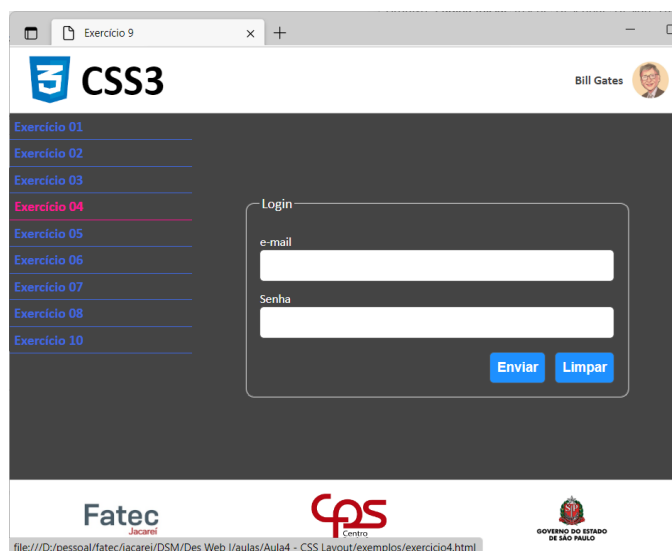 Exercício 9
CSS3
Bill Gates
Exercício 01
Exercício 02
Exercício 03
Exercício 04
Exercício 05
Exercício 06
Exercício 07
Exercício 08
Exercício 10
Login
e-mail
Senha
Enviar Limpar
Fatec
Jacareí
CPS
Centro
GOVERNO DO ESTADO
DE SÃO PAULO
file:///D:/pessoal/fatec/jacarei/DSM/Des Web I/aulas/Aula4 - CSS Layout/exemplos/exercicio4.html